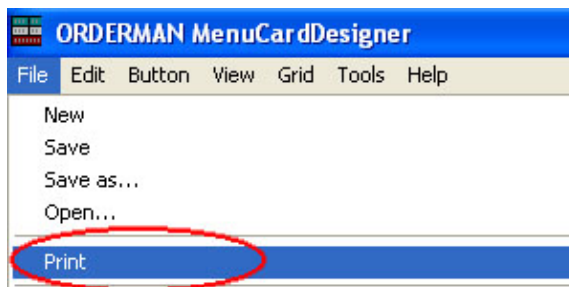 ORDERMAN MenuCardDesigner
File Edit Button View Grid Tools Help
New
Save
Save as...
Open...
Print